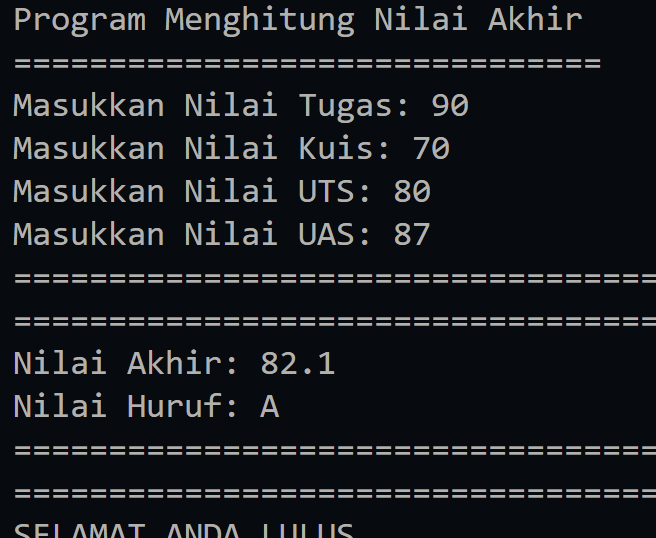 Program Menghitung Nilai Akhir
===============================
Masukkan Nilai Tugas: 90
Masukkan Nilai Kuis: 70
Masukkan Nilai UTS: 80
Masukkan Nilai UAS: 87
==================================
==================================
Nilai Akhir: 82.1
Nilai Huruf: A
==================================
==================================
SELAMAT ANDA LULUS